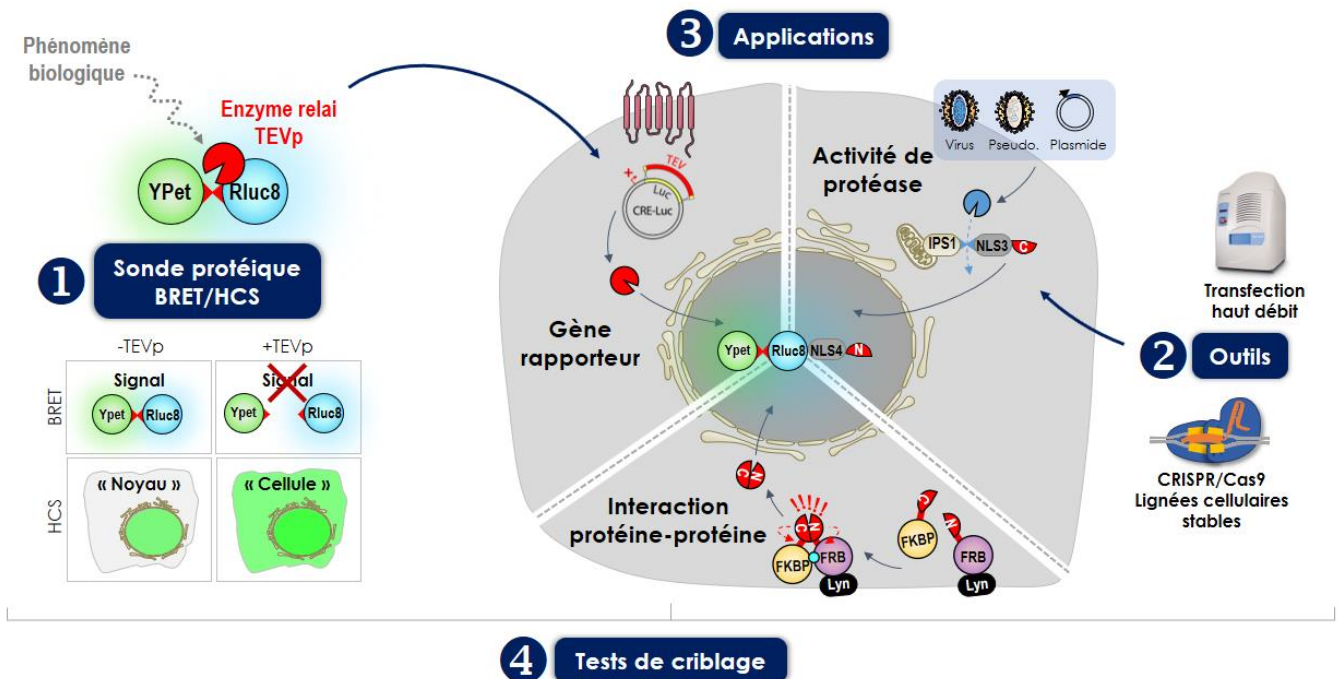 3 Applications
Phénomène
biologique
Enzyme relai
TEVp
YPet
Rluc8
1
Sonde protéique
BRET/HCS
-TEVp
+TEVp
BRET
Signal
Ypet Rluc8
Signal
Ypet Rluc8
HCS
« Noyau »
« Cellule »
TEV
Luc
CRE-Luc
Gène
rapporteur
Virus Pseudo. Plasmide
Activité de
protéase
IPS1 NLS3 C
Ypet Rluc8 NLS4 N
Interaction
protéine-protéine
N
C
N
C
FKBP FRB
Lyn
C
FKBP
N
FRB
Lyn
Transfection
haut débit
2 Outils
CRISPR/Cas9
Lignées cellulaires
stables
4 Tests de criblage